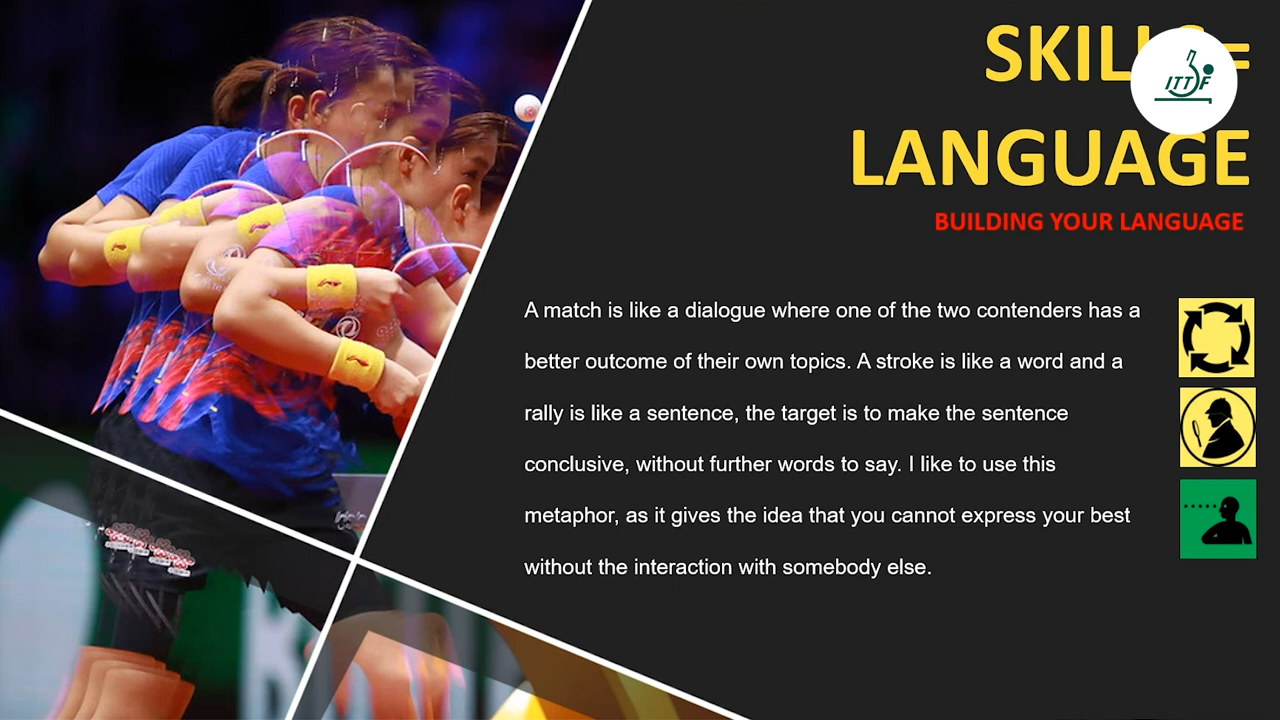 SKILLS =
ITTF
LANGUAGE
BUILDING YOUR LANGUAGE
A match is like a dialogue where one of the two contenders has a
better outcome of their own topics. A stroke is like a word and a
rally is like a sentence, the target is to make the sentence
conclusive, without further words to say. I like to use this
metaphor, as it gives the idea that you cannot express your best
without the interaction with somebody else.